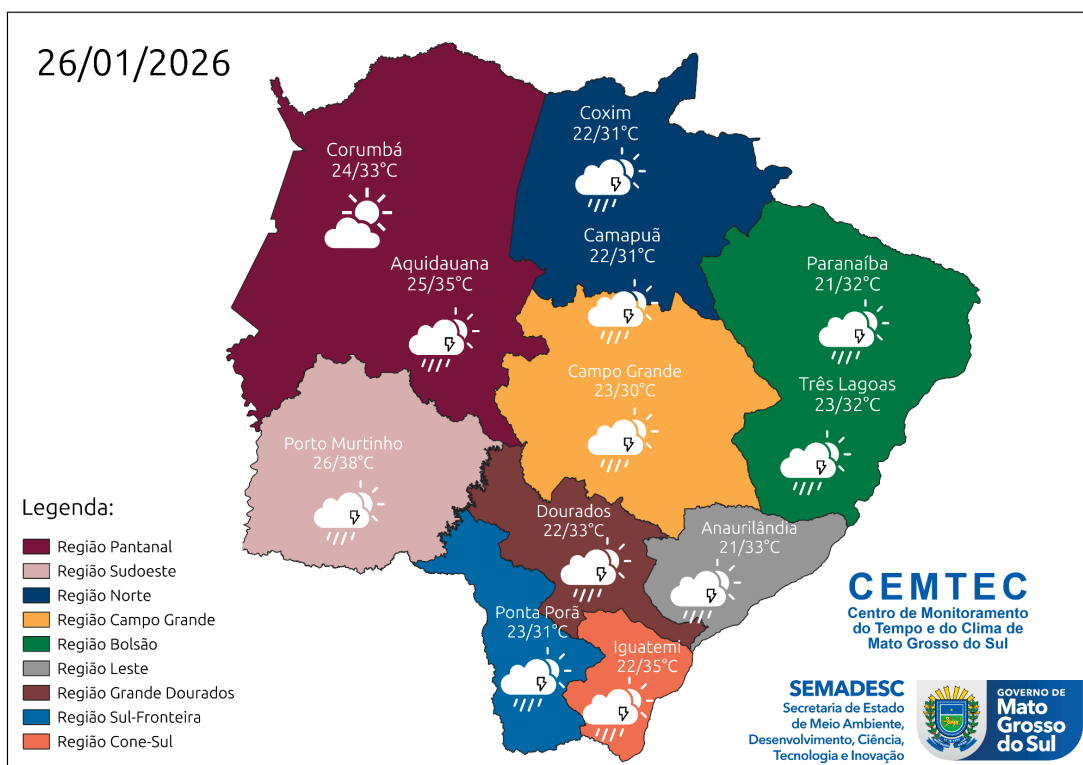 26/01/2026
Coxim
22/31°C
Corumbá
24/33°C
Camapuã
22/31°C
Aquidauana
25/35°C
Paranaíba
21/32°C
Campo Grande
23/30°C
Três Lagoas
23/32°C
Porto Murtinho
26/38°C
Dourados
22/33°C
Anaurilândia
21/33°C
Ponta Porã
23/31°C
Iguatemi
22/35°C
Legenda:
Região Pantanal
Região Sudoeste
Região Norte
Região Campo Grande
Região Bolsão
Região Leste
Região Grande Dourados
Região Sul-Fronteira
Região Cone-Sul
CEMTEC
Centro de Monitoramento
do Tempo e do Clima de
Mato Grosso do Sul
SEMADESC
Secretaria de Estado
de Meio Ambiente,
Desenvolvimento, Ciência,
Tecnologia e Inovação
GOVERNO DE
Mato
Grosso
do Sul